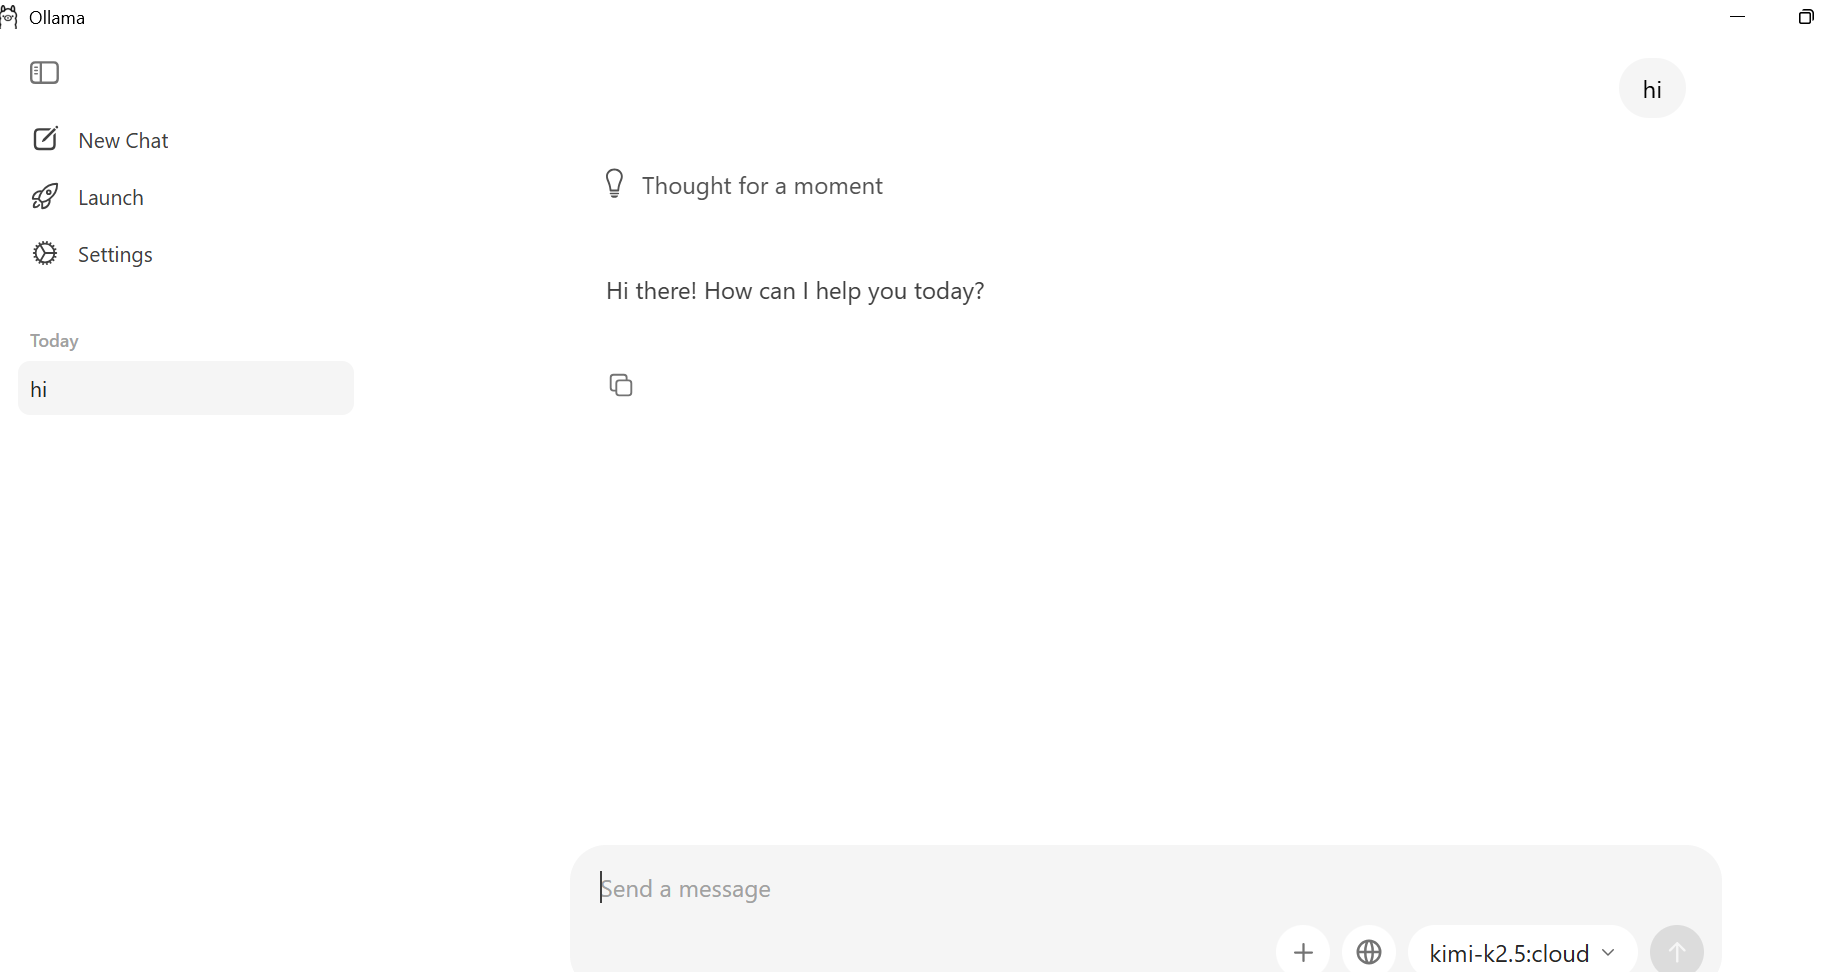 Ollama
New Chat
Launch
Settings
Today
hi
hi
Thought for a moment
Hi there! How can I help you today?
Send a message
kimi-k2.5:cloud